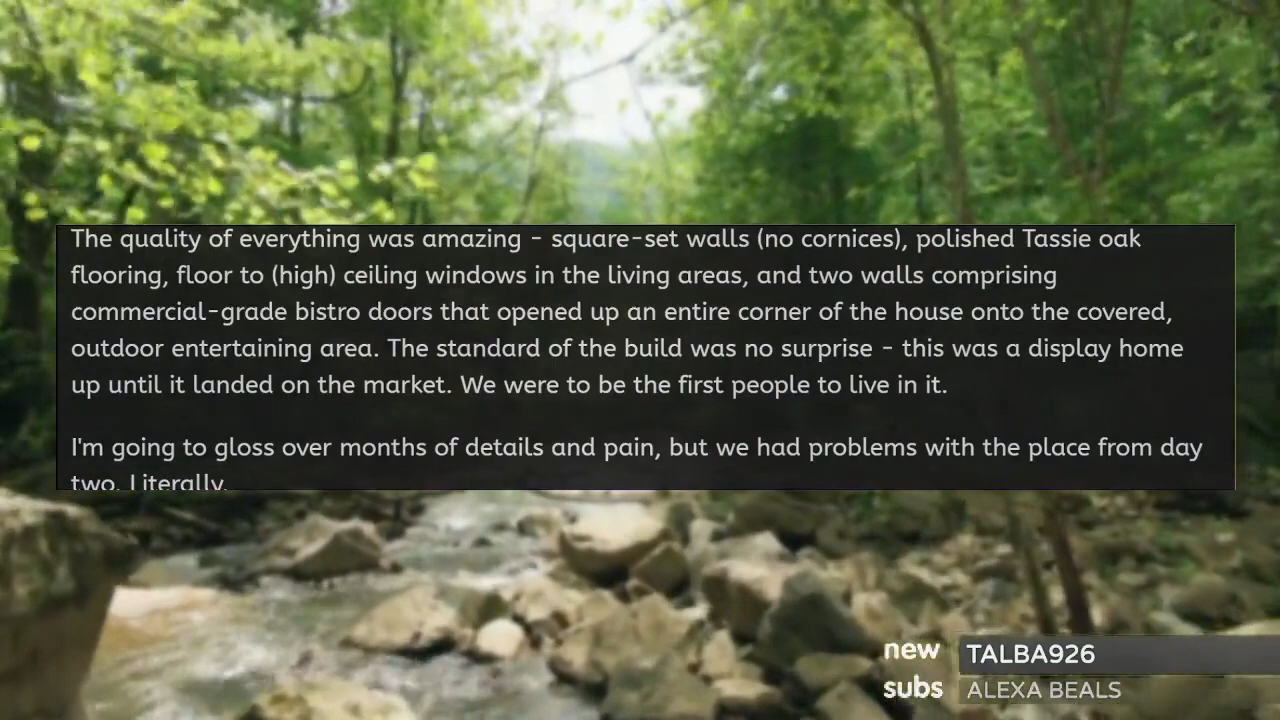 The quality of everything was amazing - square-set walls (no cornices), polished Tassie oak
flooring, floor to (high) ceiling windows in the living areas, and two walls comprising
commercial-grade bistro doors that opened up an entire corner of the house onto the covered,
outdoor entertaining area. The standard of the build was no surprise - this was a display home
up until it landed on the market. We were to be the first people to live in it.
I'm going to gloss over months of details and pain, but we had problems with the place from day
two. Literally.
new TALBA926
subs ALEXA BEALS